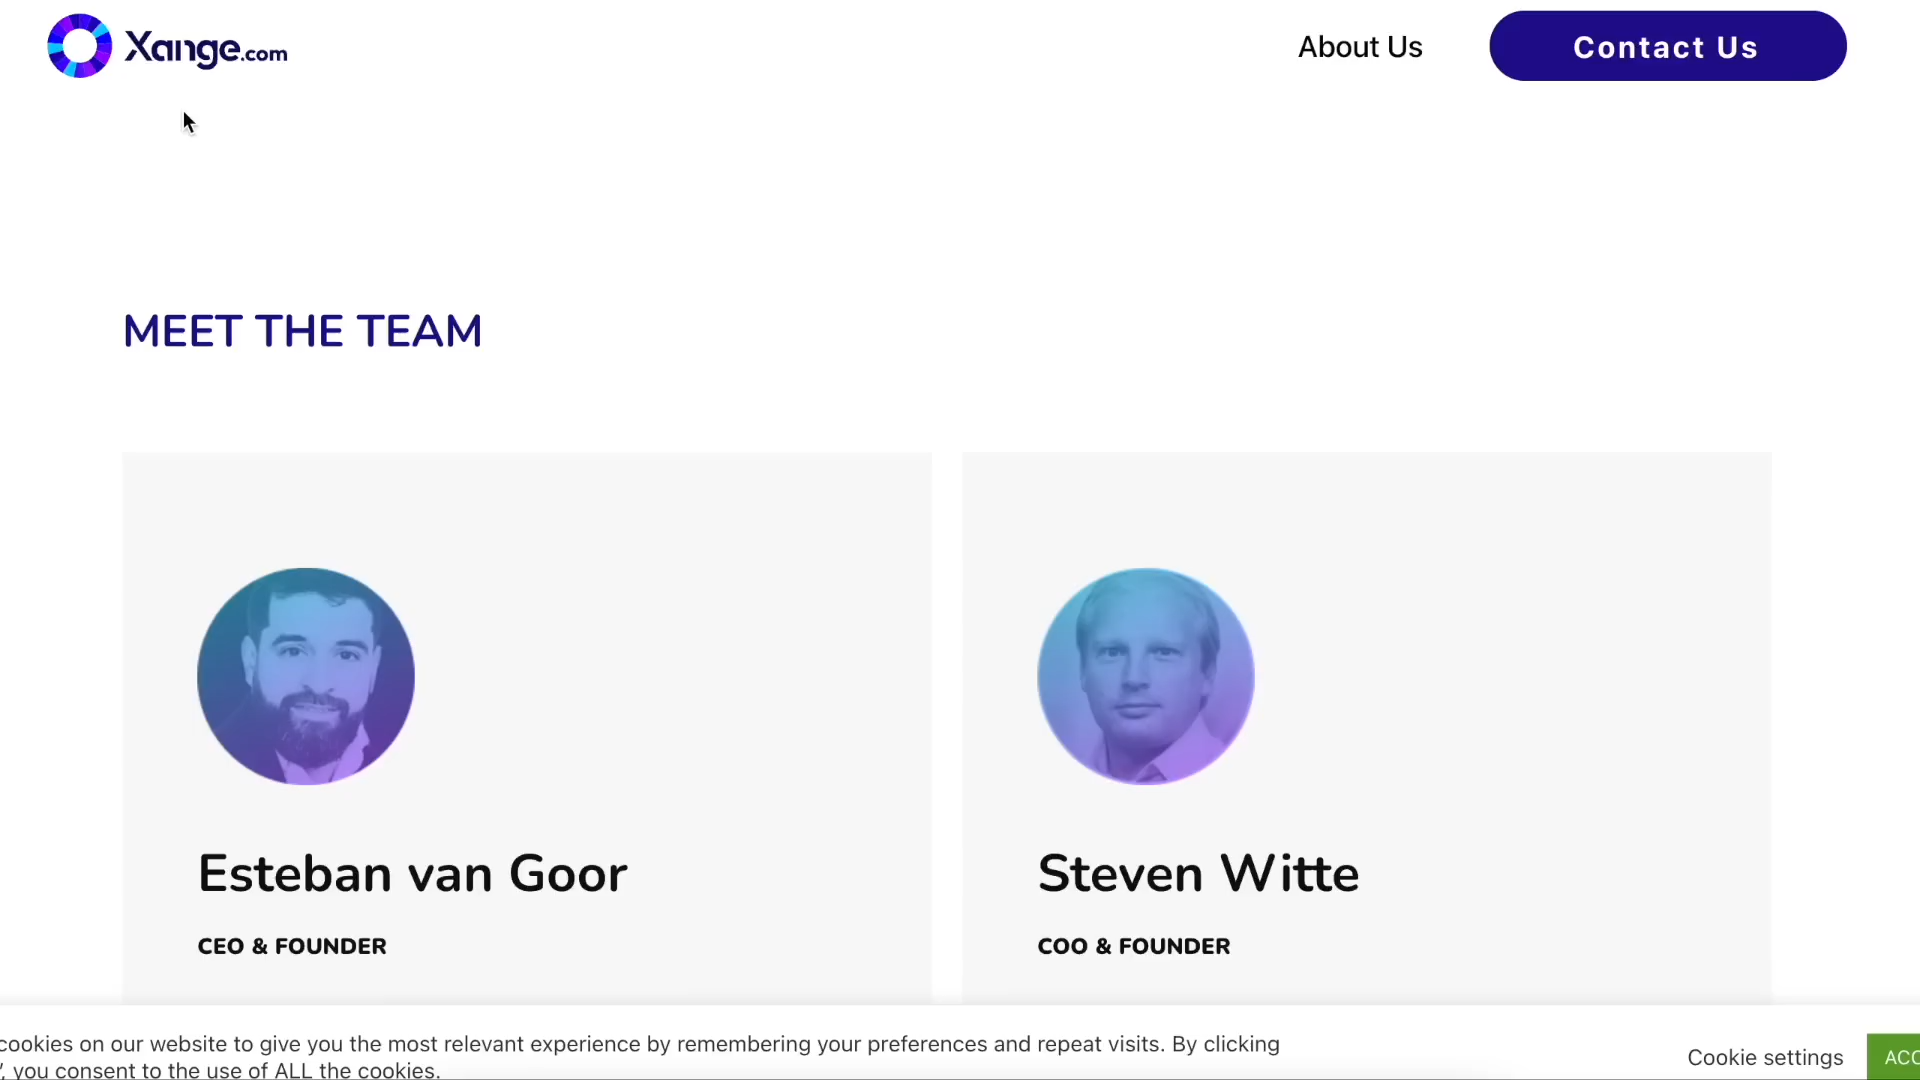 Xange.com
About Us
Contact Us
MEET THE TEAM
Esteban van Goor
CEO & FOUNDER
Steven Witte
COO & FOUNDER
cookies on our website to give you the most relevant experience by remembering your preferences and repeat visits. By clicking
", you consent to the use of ALL the cookies.
Cookie settings
ACC